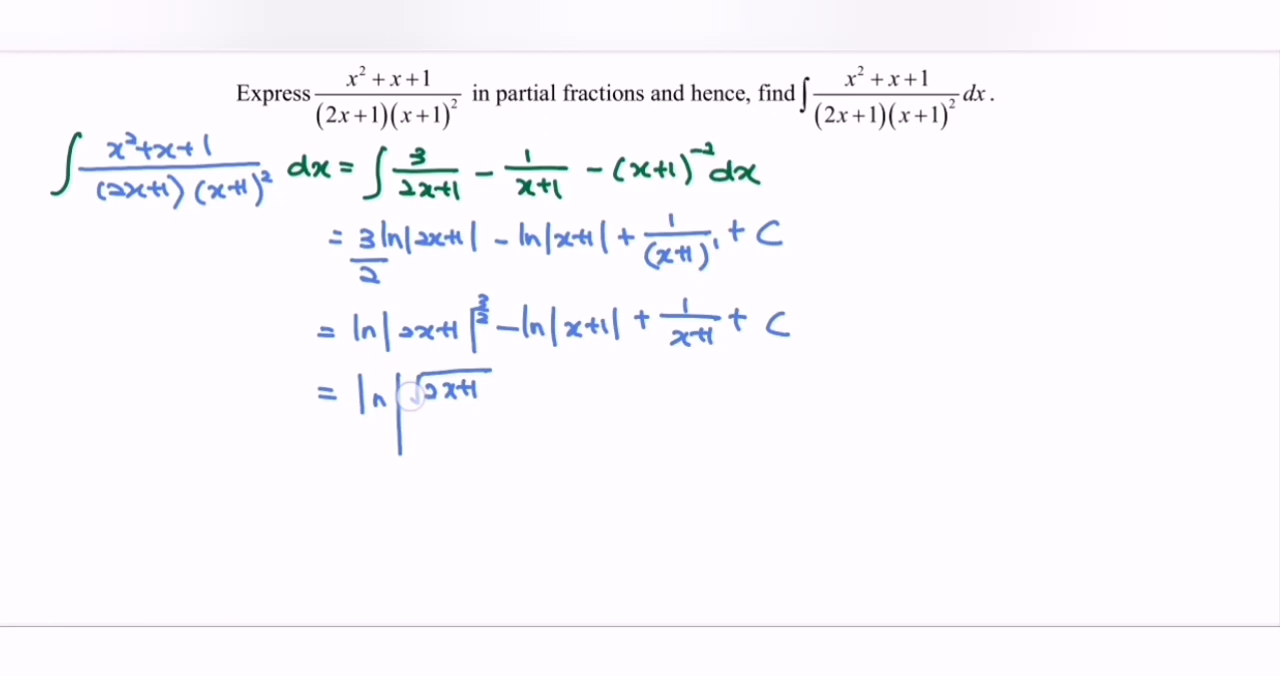 Express (x² + x + 1)/((2x+1)(x+1)²) in partial fractions and hence, find ∫ (x² + x + 1)/((2x+1)(x+1)²) dx .
∫ (x²+x+1)/((2x+1)(x+1)²) dx = ∫ 3/(2x+1) - 1/(x+1) - (x+1)⁻² dx
= 3/2 ln|2x+1| - ln|x+1| + 1/(x+1)¹ + C
= ln|2x+1|^(3/2) - ln|x+1| + 1/(x+1) + C
= ln|√(2x+1)